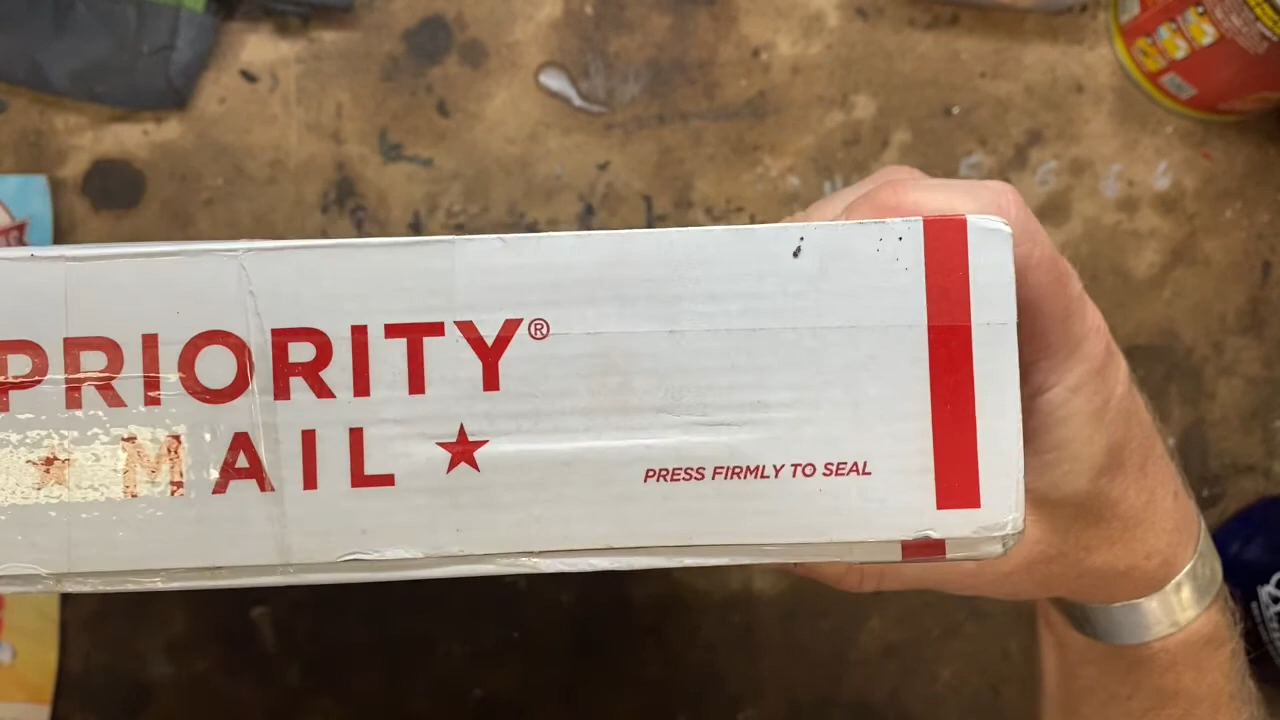 PRIORITY®
★ MAIL ★
PRESS FIRMLY TO SEAL